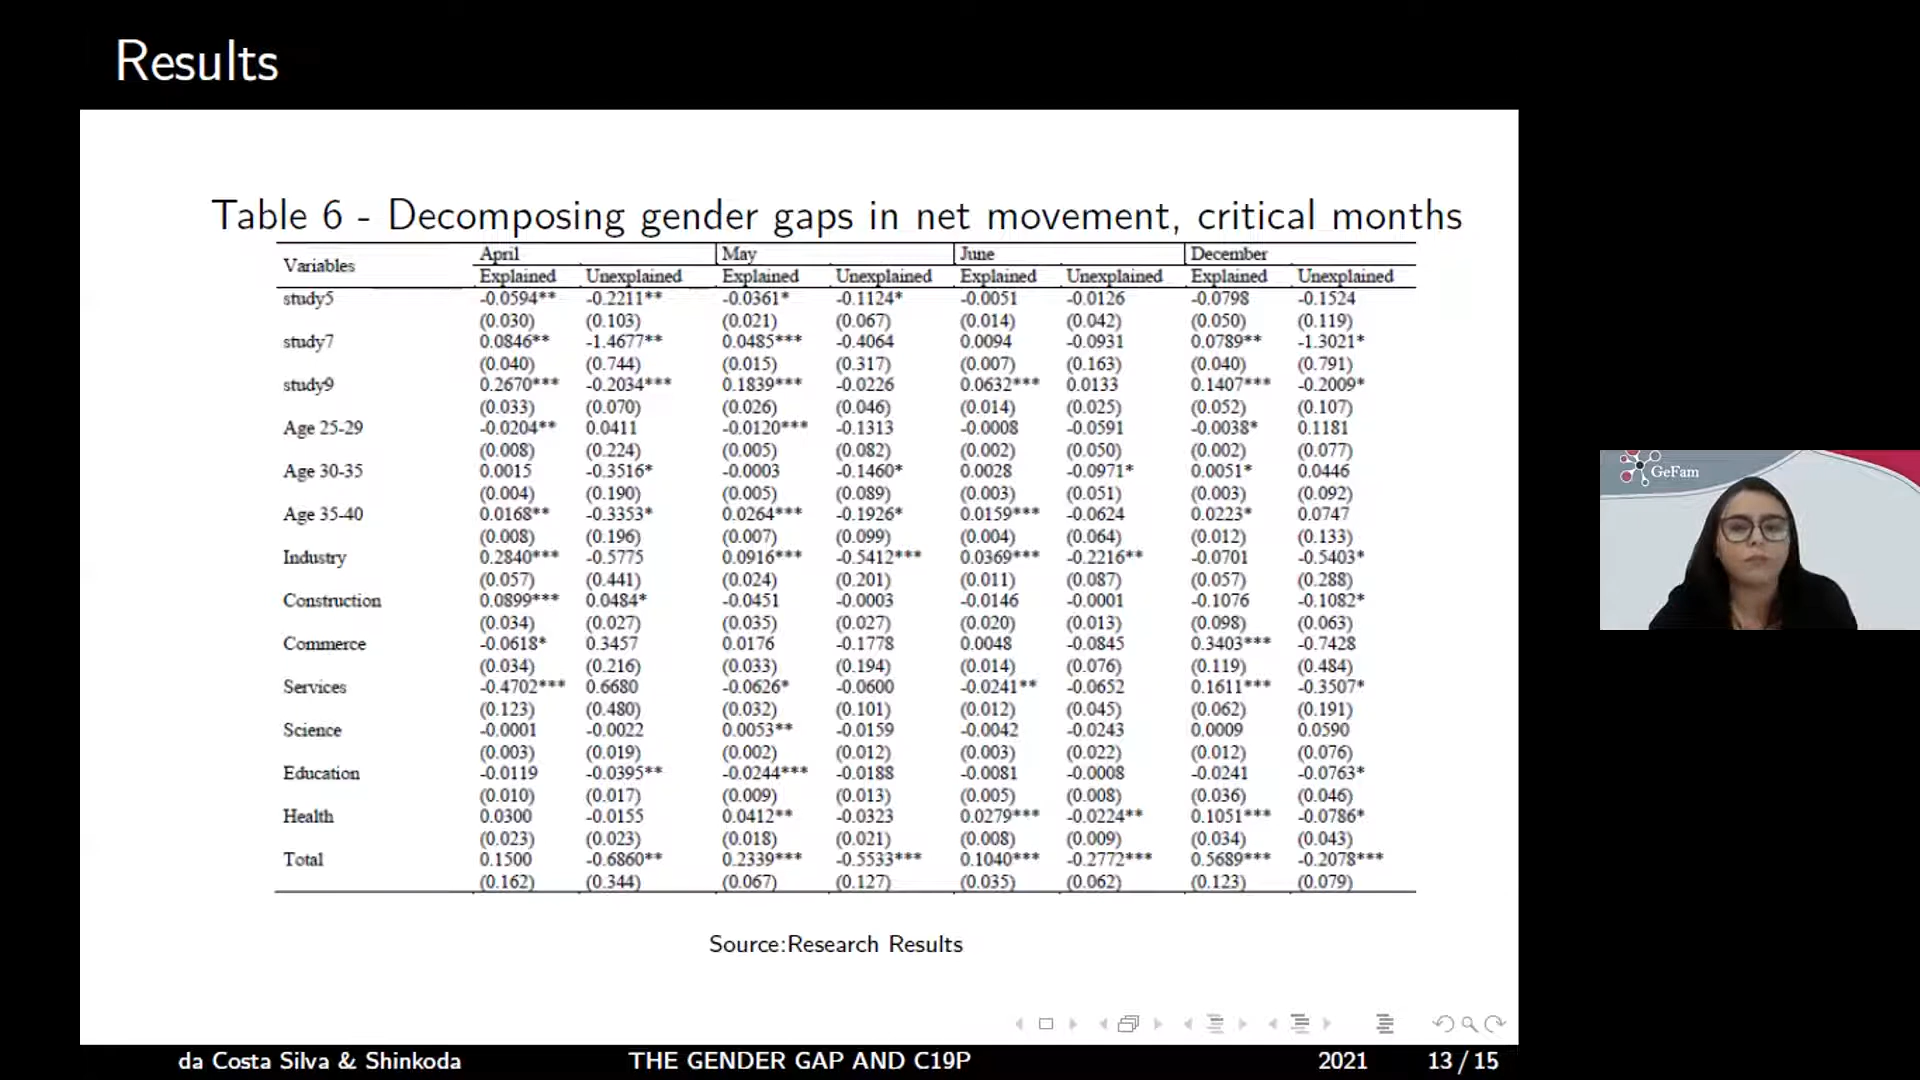 Results
Table 6 - Decomposing gender gaps in net movement, critical months
Variables April May June December
Explained Unexplained Explained Unexplained Explained Unexplained Explained Unexplained
study5 -0.0594** -0.2211** -0.0361* -0.1124* -0.0051 -0.0126 -0.0798 -0.1524
(0.030) (0.103) (0.021) (0.067) (0.014) (0.042) (0.050) (0.119)
study7 0.0846** -1.4677** 0.0485*** -0.4064 0.0094 -0.0931 0.0789** -1.3021*
(0.040) (0.744) (0.015) (0.317) (0.007) (0.163) (0.040) (0.791)
study9 0.2670*** -0.2034*** 0.1839*** -0.0226 0.0632*** 0.0133 0.1407*** -0.2009*
(0.033) (0.070) (0.026) (0.046) (0.014) (0.025) (0.052) (0.107)
Age 25-29 -0.0204** 0.0411 -0.0120*** -0.1313 -0.0008 -0.0591 -0.0038* 0.1181
(0.008) (0.224) (0.005) (0.082) (0.002) (0.050) (0.002) (0.077)
Age 30-35 0.0015 -0.3516* -0.0003 -0.1460* 0.0028 -0.0971* 0.0051* 0.0446
(0.004) (0.190) (0.005) (0.089) (0.003) (0.051) (0.003) (0.092)
Age 35-40 0.0168** -0.3353* 0.0264*** -0.1926* 0.0159*** -0.0624 0.0223* 0.0747
(0.008) (0.196) (0.007) (0.099) (0.004) (0.064) (0.012) (0.133)
Industry 0.2840*** -0.5775 0.0916*** -0.5412*** 0.0369*** -0.2216** -0.0701 -0.5403*
(0.057) (0.441) (0.024) (0.201) (0.011) (0.087) (0.057) (0.288)
Construction 0.0899*** 0.0484* -0.0451 -0.0003 -0.0146 -0.0001 -0.1076 -0.1082*
(0.034) (0.027) (0.035) (0.027) (0.020) (0.013) (0.098) (0.063)
Commerce -0.0618* 0.3457 0.0176 -0.1778 0.0048 -0.0845 0.3403*** -0.7428
(0.034) (0.216) (0.033) (0.194) (0.014) (0.076) (0.119) (0.484)
Services -0.4702*** 0.6680 -0.0626* -0.0600 -0.0241** -0.0652 0.1611*** -0.3507*
(0.123) (0.480) (0.032) (0.101) (0.012) (0.045) (0.062) (0.191)
Science -0.0001 -0.0022 0.0053** -0.0159 -0.0042 -0.0243 0.0009 0.0590
(0.003) (0.019) (0.002) (0.012) (0.003) (0.022) (0.012) (0.076)
Education -0.0119 -0.0395** -0.0244*** -0.0188 -0.0081 -0.0008 -0.0241 -0.0763*
(0.010) (0.017) (0.009) (0.013) (0.005) (0.008) (0.036) (0.046)
Health 0.0300 -0.0155 0.0412** -0.0323 0.0279*** -0.0224** 0.1051*** -0.0786*
(0.023) (0.023) (0.018) (0.021) (0.008) (0.009) (0.034) (0.043)
Total 0.1500 -0.6860** 0.2339*** -0.5533*** 0.1040*** -0.2772*** 0.5689*** -0.2078***
(0.162) (0.344) (0.067) (0.127) (0.035) (0.062) (0.123) (0.079)
Source:Research Results
GeFam
da Costa Silva & Shinkoda THE GENDER GAP AND C19P 2021 13 / 15